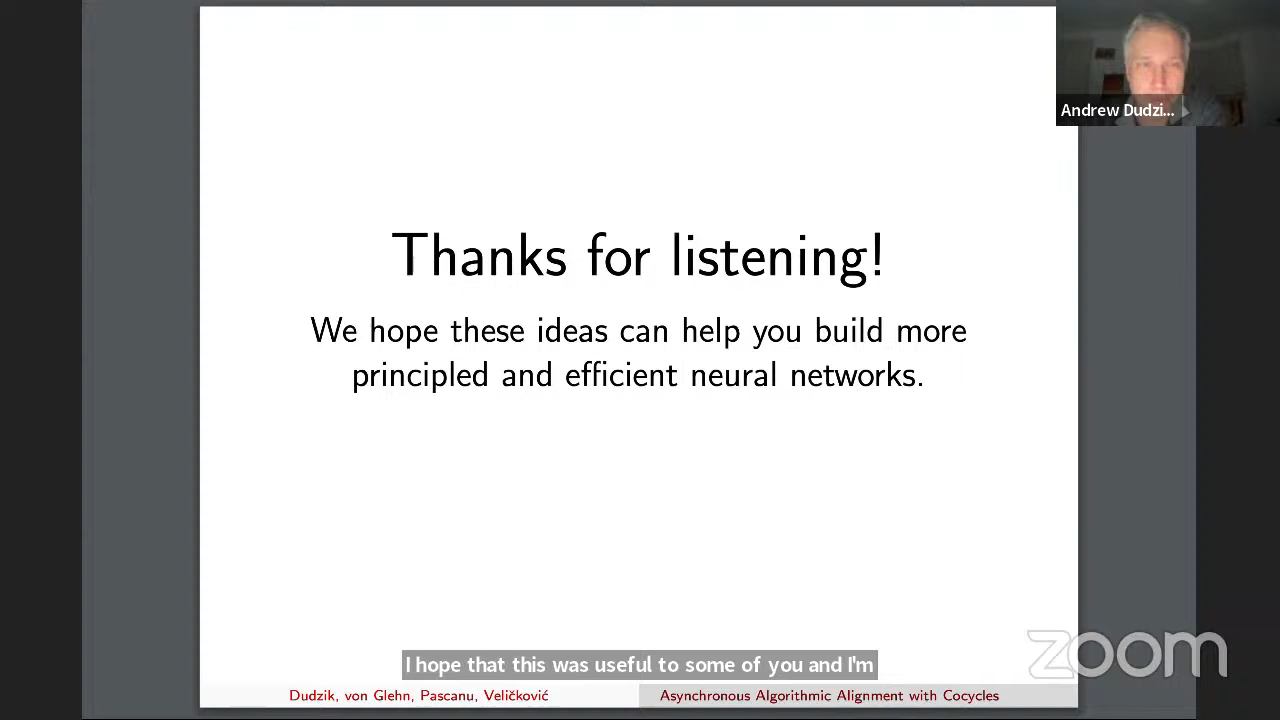 Andrew Dudzi...
Thanks for listening!
We hope these ideas can help you build more
principled and efficient neural networks.
I hope that this was useful to some of you and I'm
zoom
Dudzik, von Glehn, Pascanu, Veličković
Asynchronous Algorithmic Alignment with Cocycles